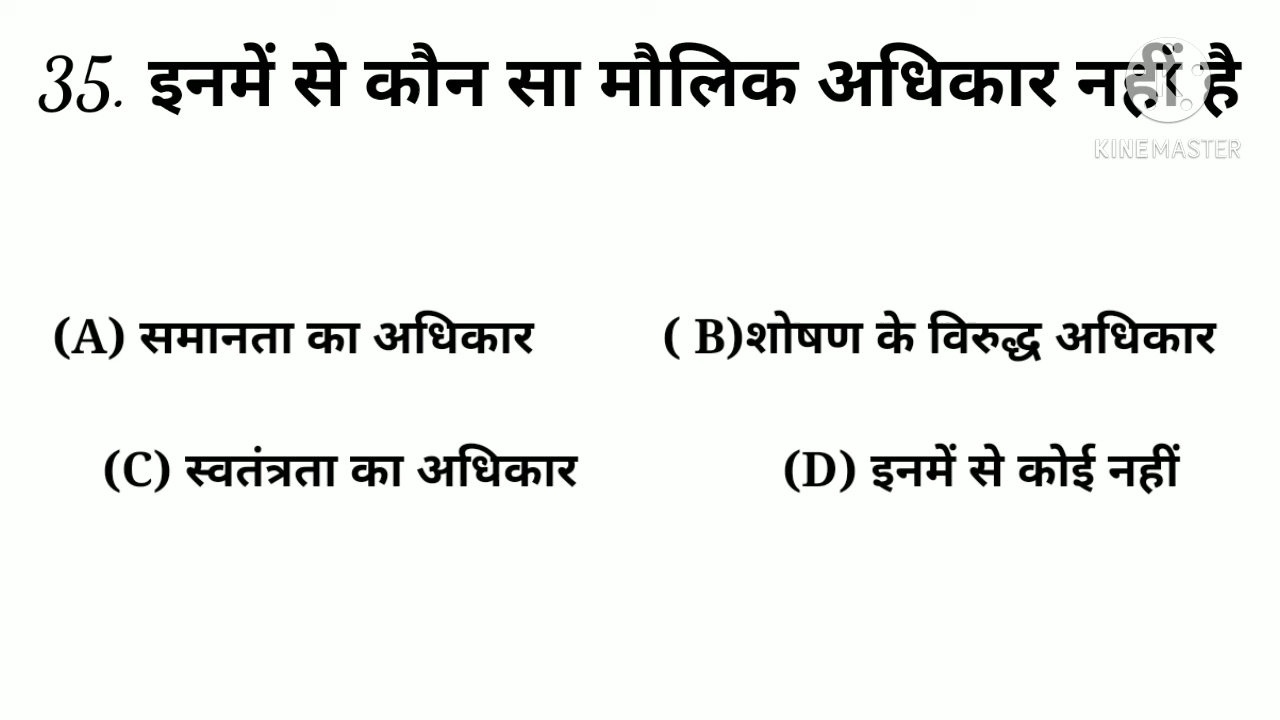 35. इनमें से कौन सा मौलिक अधिकार नहीं है
KINEMASTER
(A) समानता का अधिकार ( B)शोषण के विरुद्ध अधिकार
(C) स्वतंत्रता का अधिकार (D) इनमें से कोई नहीं